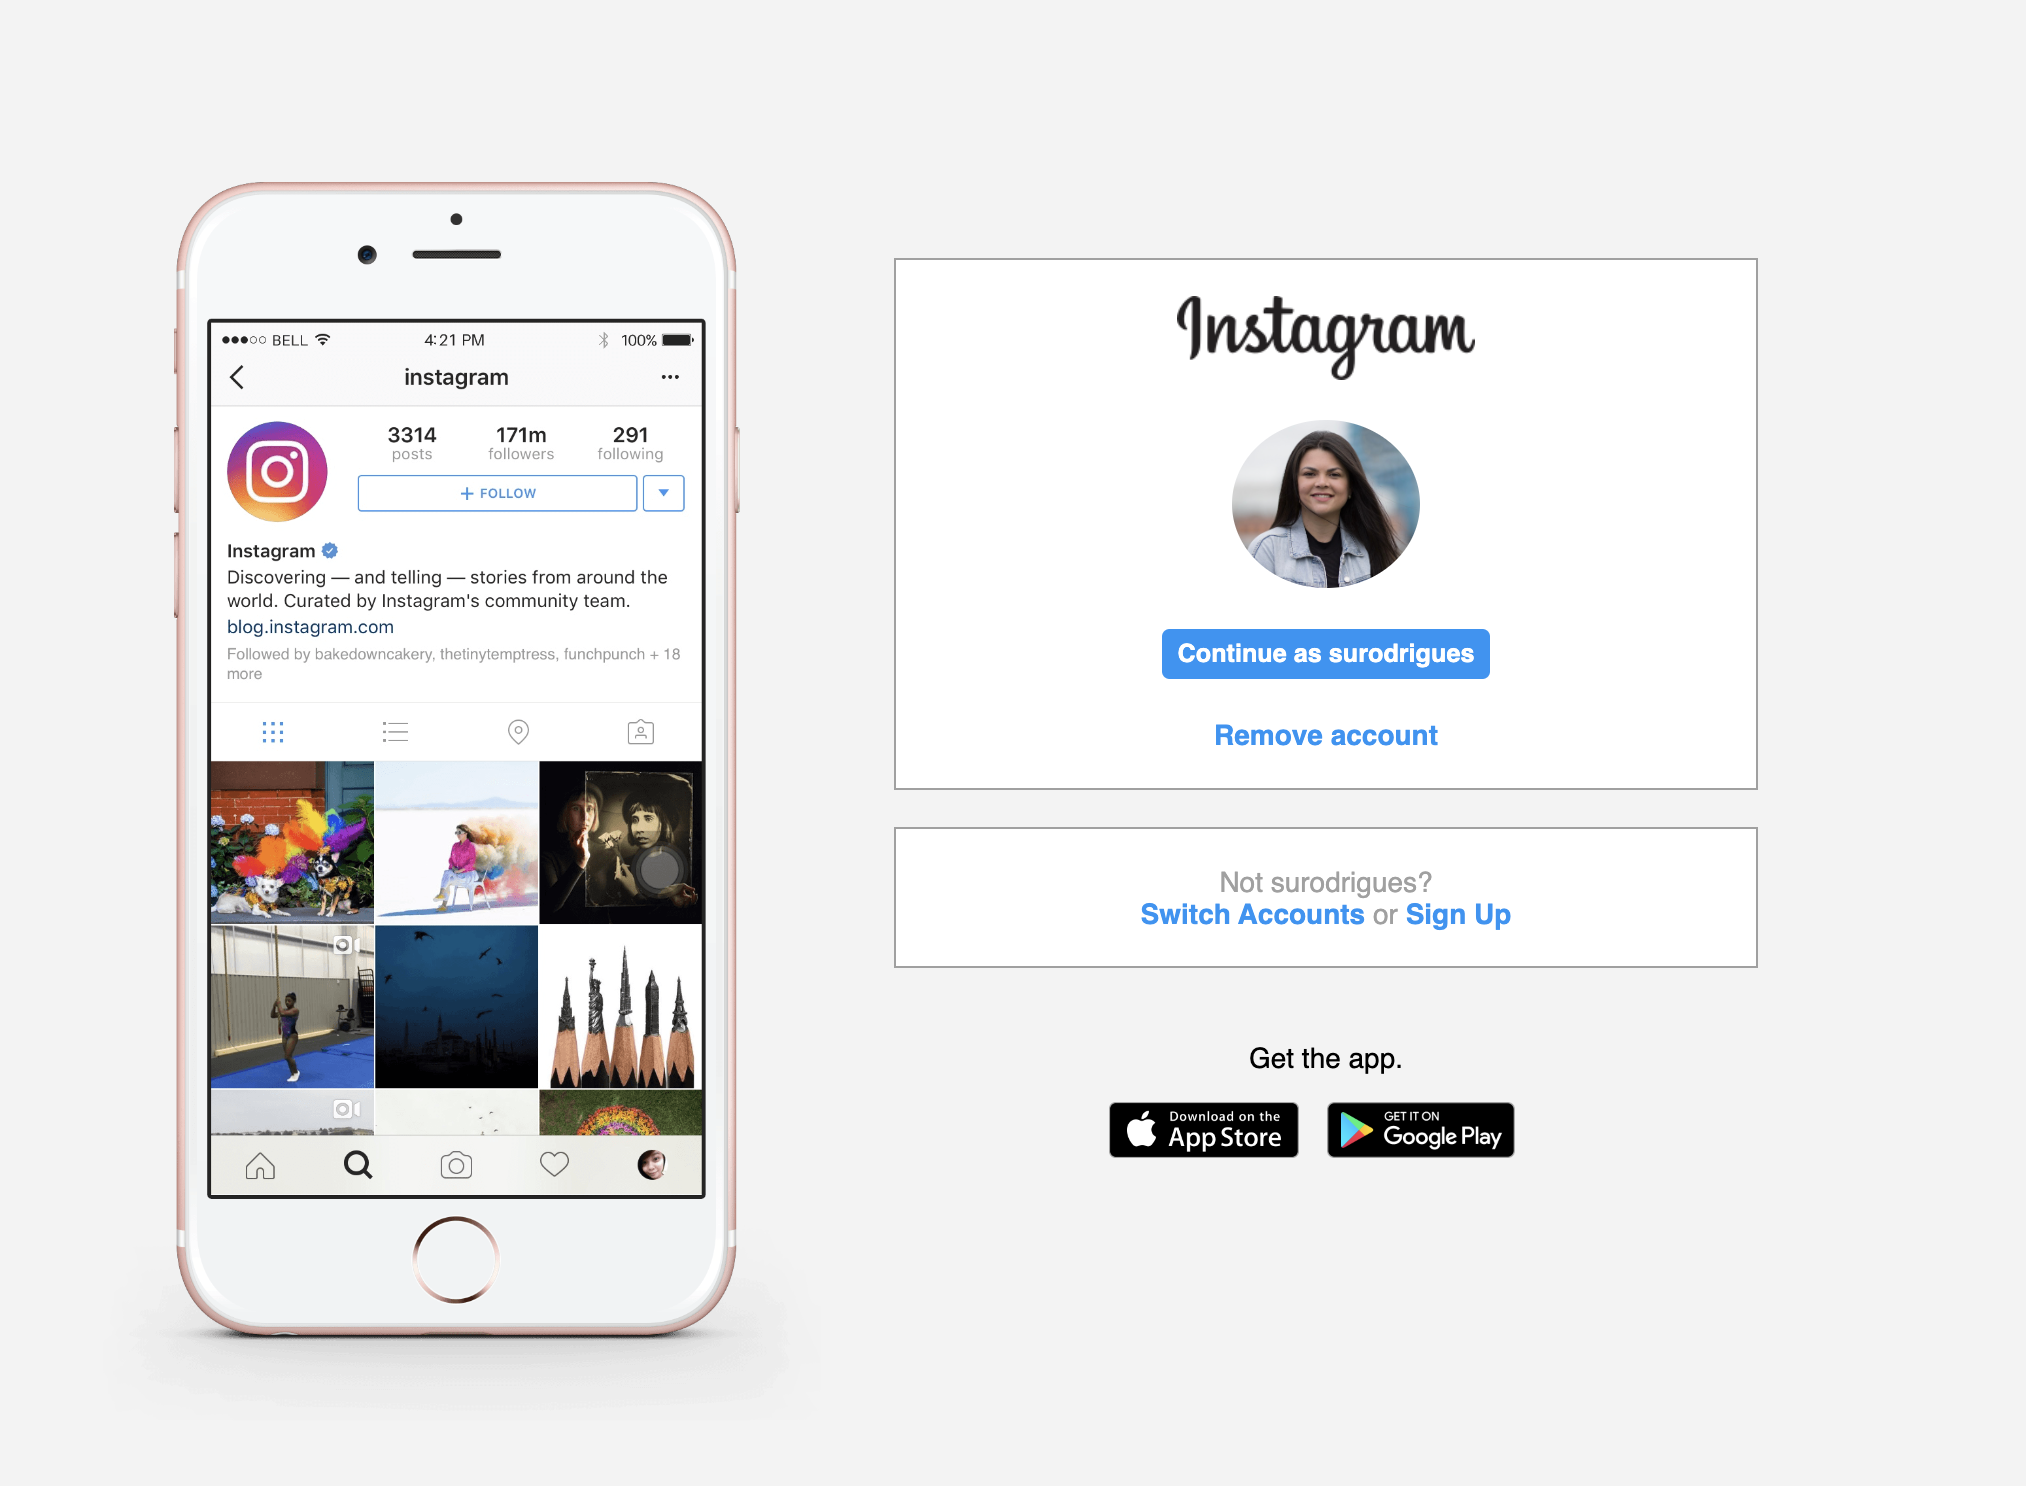 BELL 4:21 PM 100%
instagram
3314 171m 291
posts followers following
+ FOLLOW
Instagram
Discovering — and telling — stories from around the
world. Curated by Instagram's community team.
blog.instagram.com
Followed by bakedowncakery, thetinytemptress, funchpunch + 18
more
Instagram
Continue as surodrigues
Remove account
Not surodrigues?
Switch Accounts or Sign Up
Get the app.
Download on the
App Store
GET IT ON
Google Play